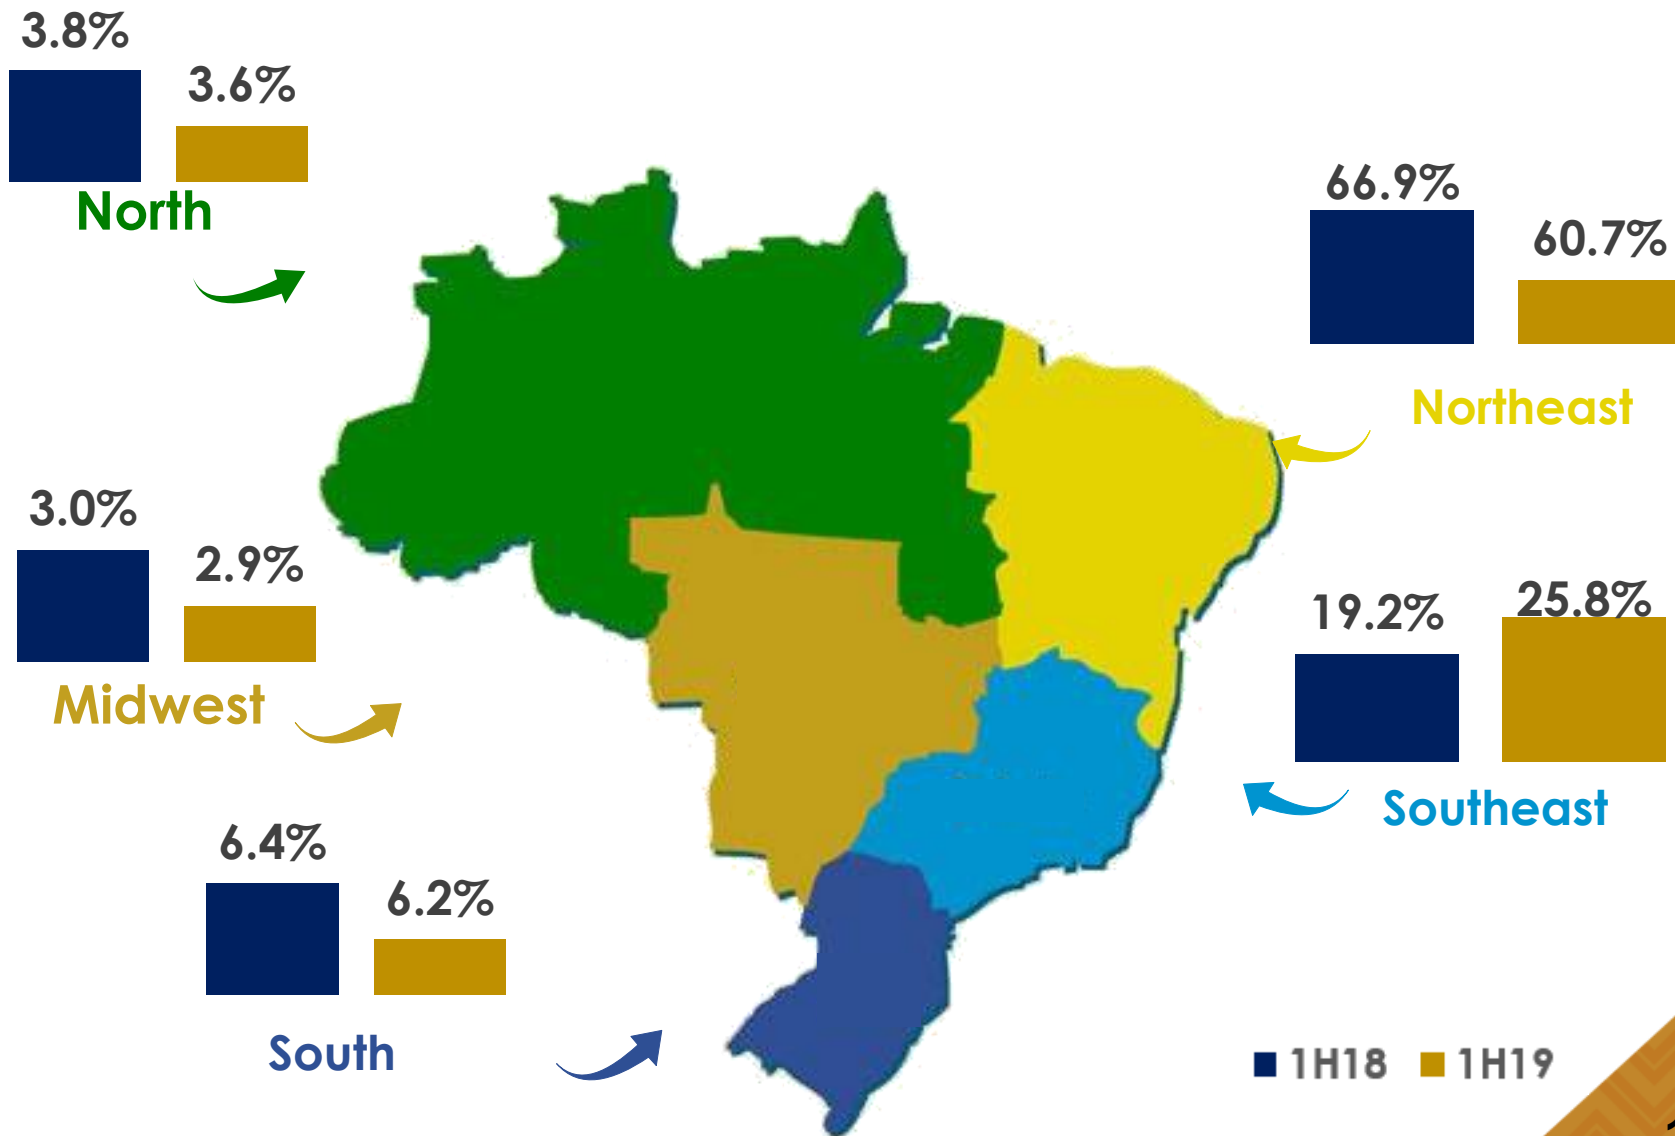 3.8%
3.6%
North
66.9%
60.7%
Northeast
3.0%
2.9%
Midwest
19.2%
25.8%
Southeast
6.4%
6.2%
South
1H18 1H19